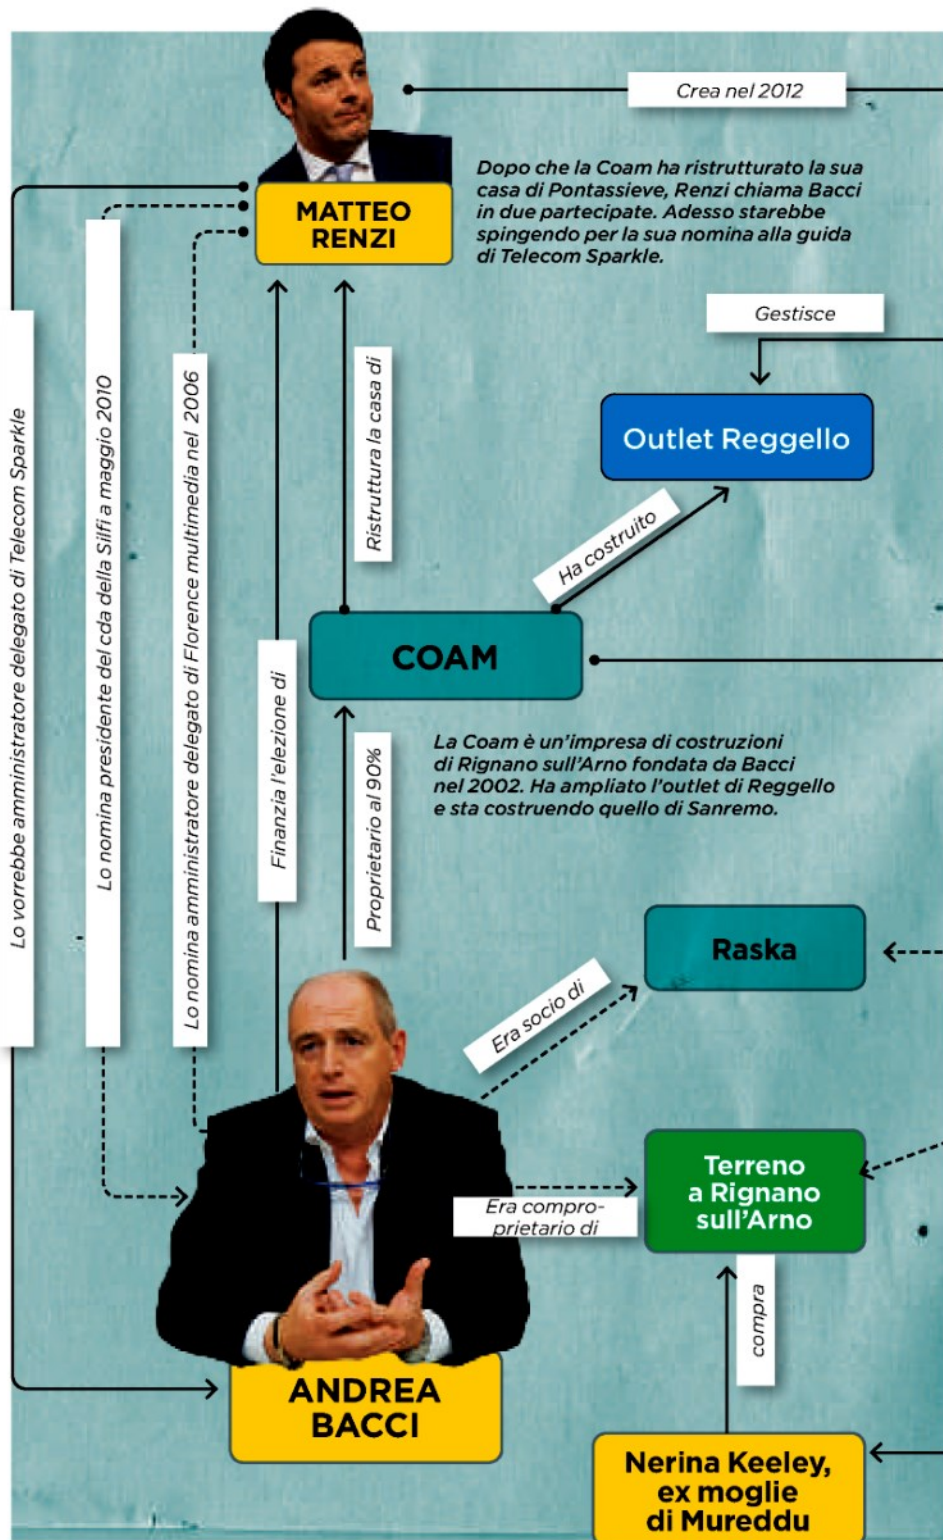 Crea nel 2012
MATTEO
RENZI
Dopo che la Coam ha ristrutturato la sua
casa di Pontassieve, Renzi chiama Bacci
in due partecipate. Adesso starebbe
spingendo per la sua nomina alla guida
di Telecom Sparkle.
Gestisce
Outlet Reggello
Lo vorrebbe amministratore delegato di Telecom Sparkle
Lo nomina presidente del cda della Silfi a maggio 2010
Lo nomina amministratore delegato di Florence multimedia nel 2006
Finanzia l'elezione di
Ristruttura la casa di
Ha costruito
COAM
La Coam è un'impresa di costruzioni
di Rignano sull'Arno fondata da Bacci
nel 2002. Ha ampliato l'outlet di Reggello
e sta costruendo quello di Sanremo.
Proprietario al 90%
Raska
Era socio di
Terreno
a Rignano
sull'Arno
Era compro-
prietario di
compra
ANDREA
BACCI
Nerina Keeley,
ex moglie
di Mureddu